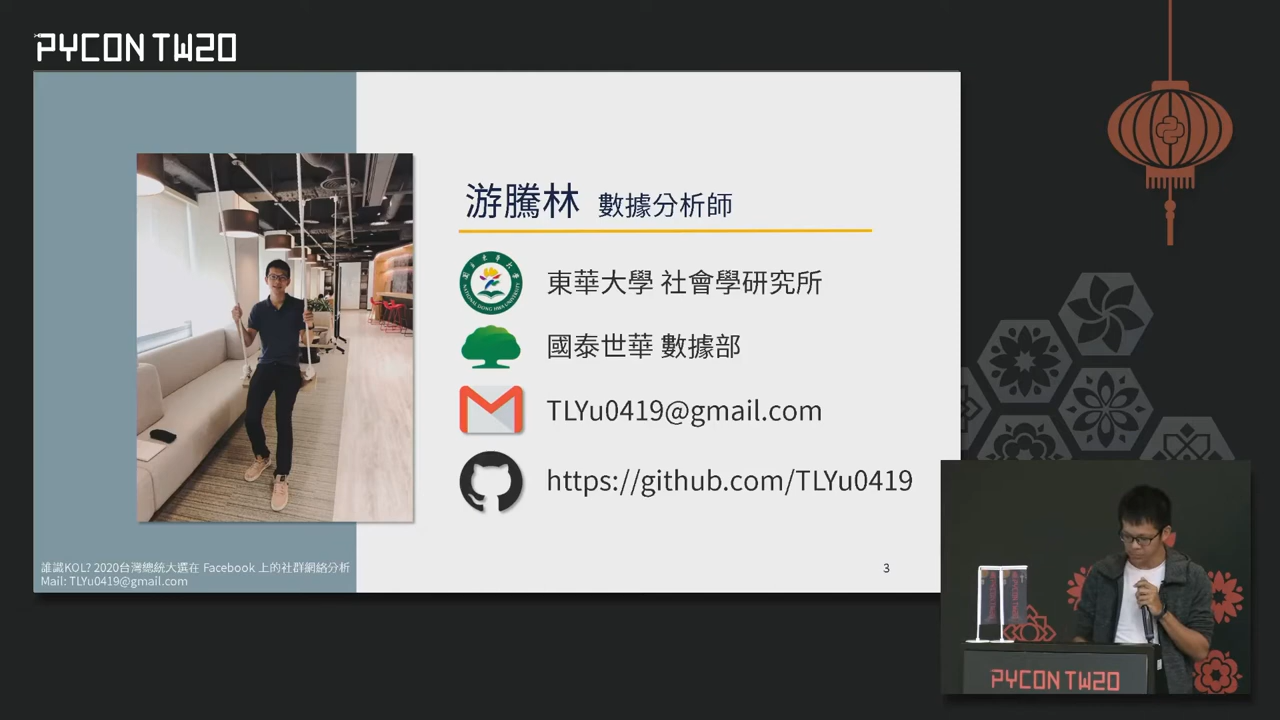 PYCON TW20
游騰林 數據分析師
東華大學 社會學研究所
國泰世華 數據部
TLYu0419@gmail.com
https://github.com/TLYu0419
誰識KOL? 2020台灣總統大選在 Facebook 上的社群網絡分析
Mail: TLYu0419@gmail.com
3
PYCON TW20